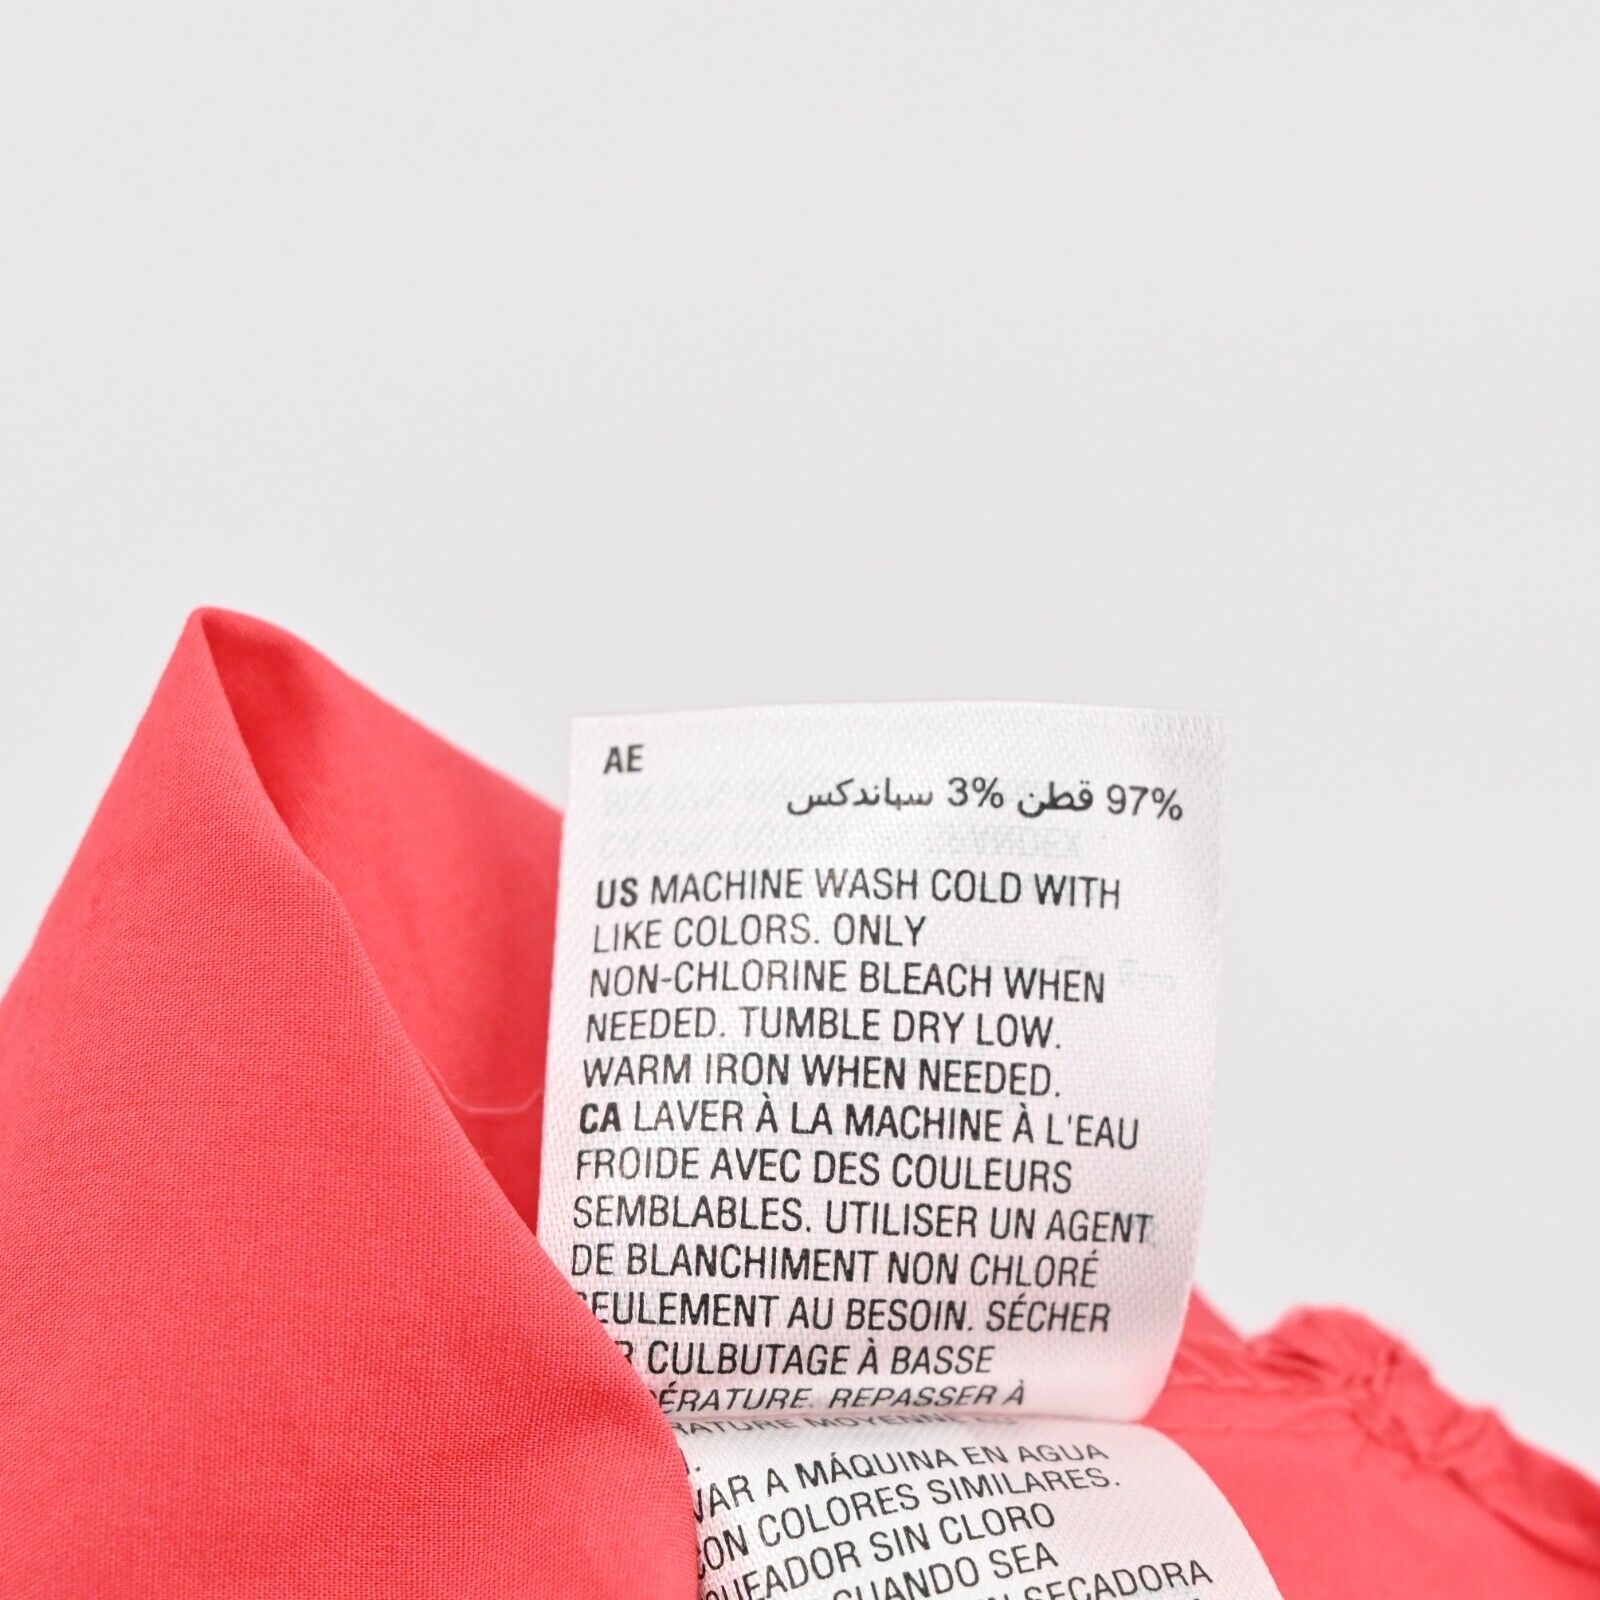 AE
97% قطن 3% سباندكس
US MACHINE WASH COLD WITH
LIKE COLORS. ONLY
NON-CHLORINE BLEACH WHEN
NEEDED. TUMBLE DRY LOW.
WARM IRON WHEN NEEDED.
CA LAVER À LA MACHINE À L'EAU
FROIDE AVEC DES COULEURS
SEMBLABLES. UTILISER UN AGENT
DE BLANCHIMENT NON CHLORÉ
SEULEMENT AU BESOIN. SÉCHER
CULBUTAGE À BASSE
REPASSER À
MOYENNE
A MÁQUINA EN AGUA
CON COLORES SIMILARES.
SIN CLORO
CUANDO SEA
SECADORA